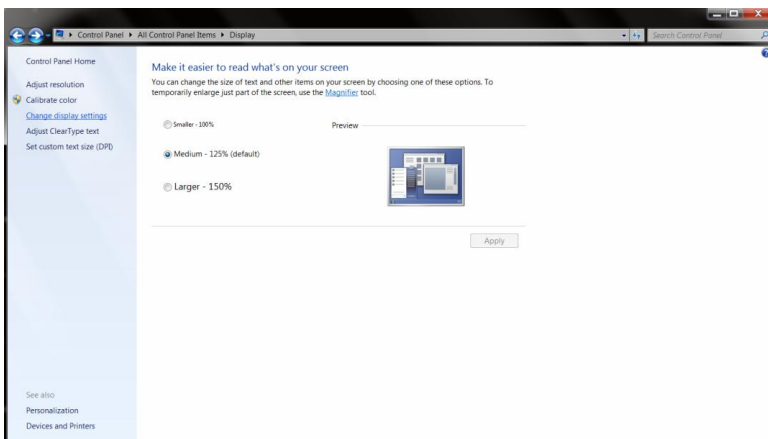 Control Panel ▸ All Control Panel Items ▸ Display
Search Control Panel
Control Panel Home
Adjust resolution
Calibrate color
Change display settings
Adjust ClearType text
Set custom text size (DPI)
See also
Personalization
Devices and Printers
Make it easier to read what's on your screen
You can change the size of text and other items on your screen by choosing one of these options. To
temporarily enlarge just part of the screen, use the Magnifier tool.
Smaller - 100%
Preview
Medium - 125% (default)
Larger - 150%
Apply